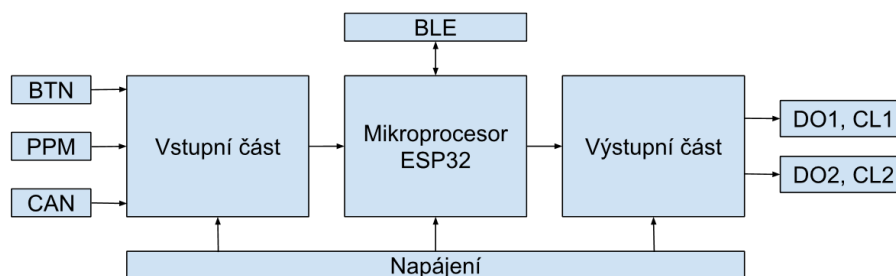 BLE
BTN
PPM
CAN
Vstupní část
Mikroprocesor
ESP32
Výstupní část
DO1, CL1
DO2, CL2
Napájení